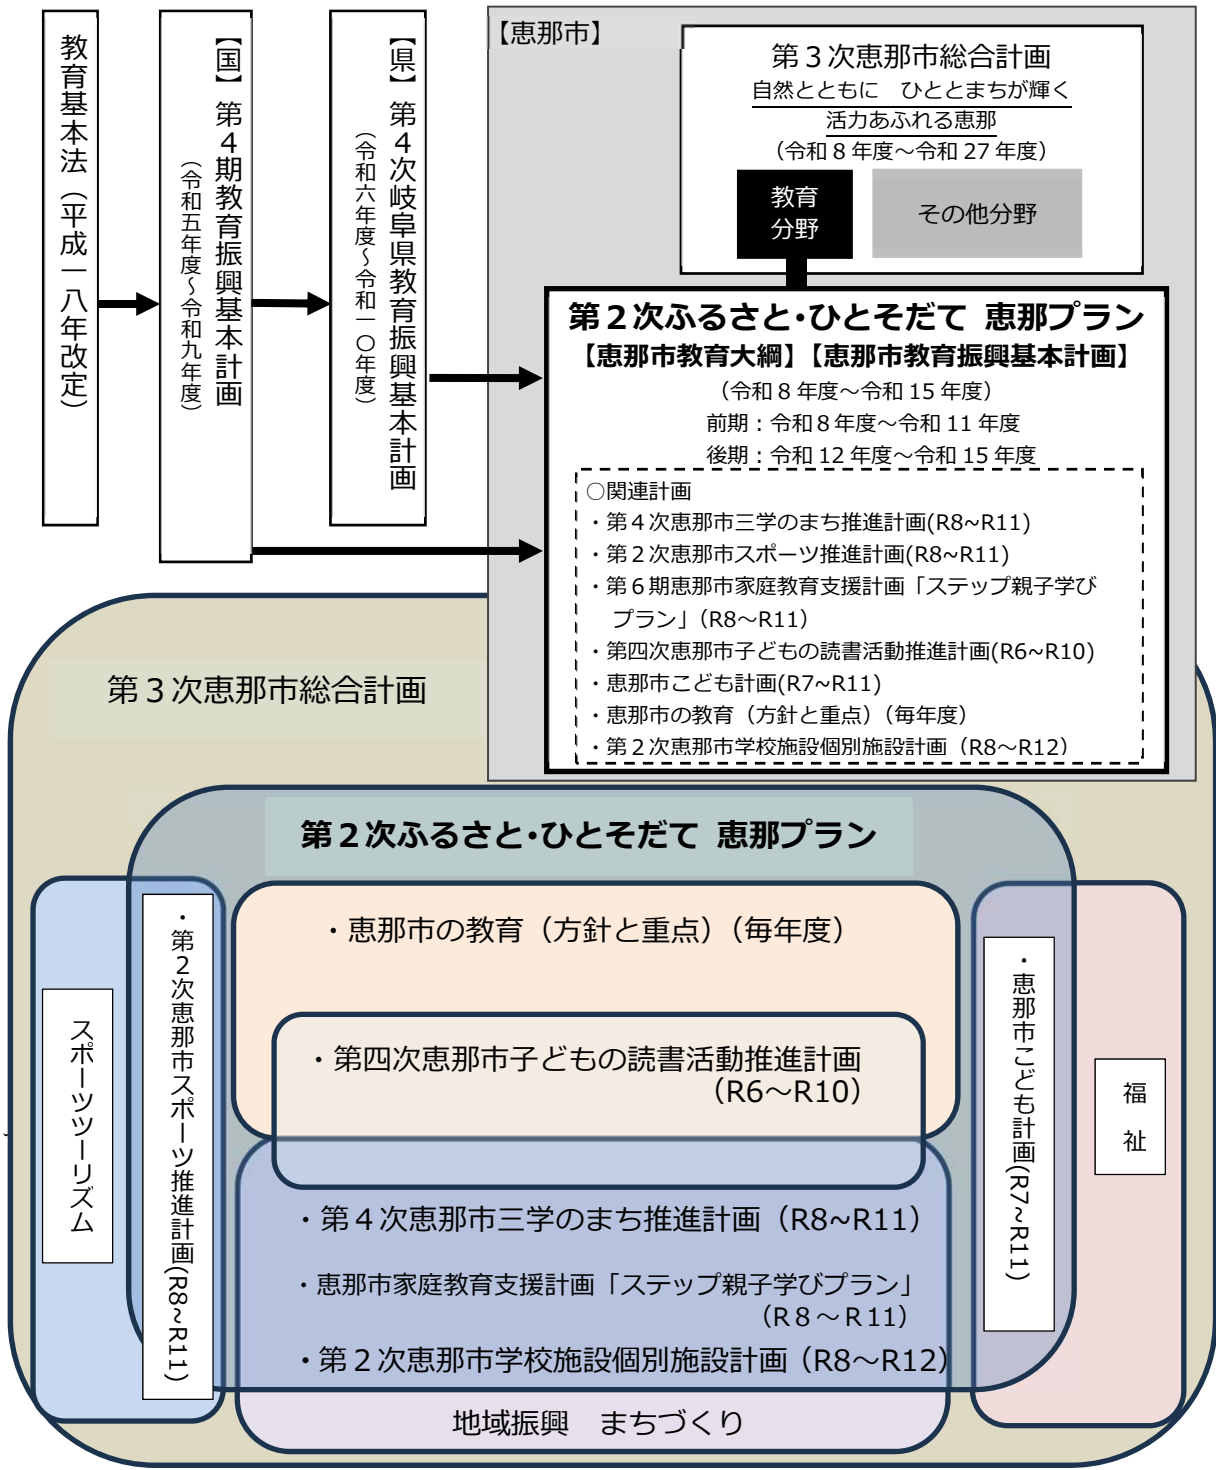 教育基本法（平成一八年改定）
【国】第４期教育振興基本計画
（令和五年度～令和九年度）
【県】第４次岐阜県教育振興基本計画
（令和六年度～令和一〇年度）
【恵那市】
第３次恵那市総合計画
自然とともに　ひととまちが輝く
活力あふれる恵那
（令和８年度～令和 27 年度）
教育
分野
その他分野
第２次ふるさと・ひとそだて 恵那プラン
【恵那市教育大綱】【恵那市教育振興基本計画】
（令和８年度～令和 15 年度）
前期：令和８年度～令和 11 年度
後期：令和 12 年度～令和 15 年度
○関連計画
・第４次恵那市三学のまち推進計画(R8~R11)
・第２次恵那市スポーツ推進計画(R8~R11)
・第６期恵那市家庭教育支援計画「ステップ親子学び
プラン」（R8～R11）
・第四次恵那市子どもの読書活動推進計画(R6~R10)
・恵那市こども計画(R7~R11)
・恵那市の教育（方針と重点）（毎年度）
・第２次恵那市学校施設個別施設計画（R8～R12）
第３次恵那市総合計画
第２次ふるさと・ひとそだて 恵那プラン
スポーツツーリズム
・第２次恵那市スポーツ推進計画(R8~R11)
・恵那市の教育（方針と重点）（毎年度）
・第四次恵那市子どもの読書活動推進計画
（R6～R10）
・第４次恵那市三学のまち推進計画（R8~R11）
・恵那市家庭教育支援計画「ステップ親子学びプラン」
（R８～R11）
・第２次恵那市学校施設個別施設計画（R8～R12）
地域振興　まちづくり
・恵那市こども計画(R7~R11)
福祉